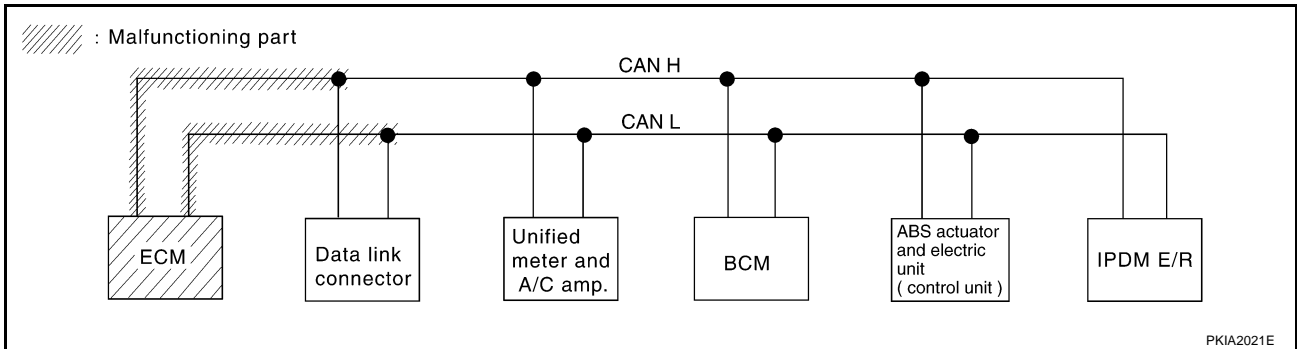 : Malfunctioning part
CAN H
CAN L
ECM
Data link
connector
Unified
meter and
A/C amp.
BCM
ABS actuator
and electric
unit
( control unit )
IPDM E/R
PKIA2021E